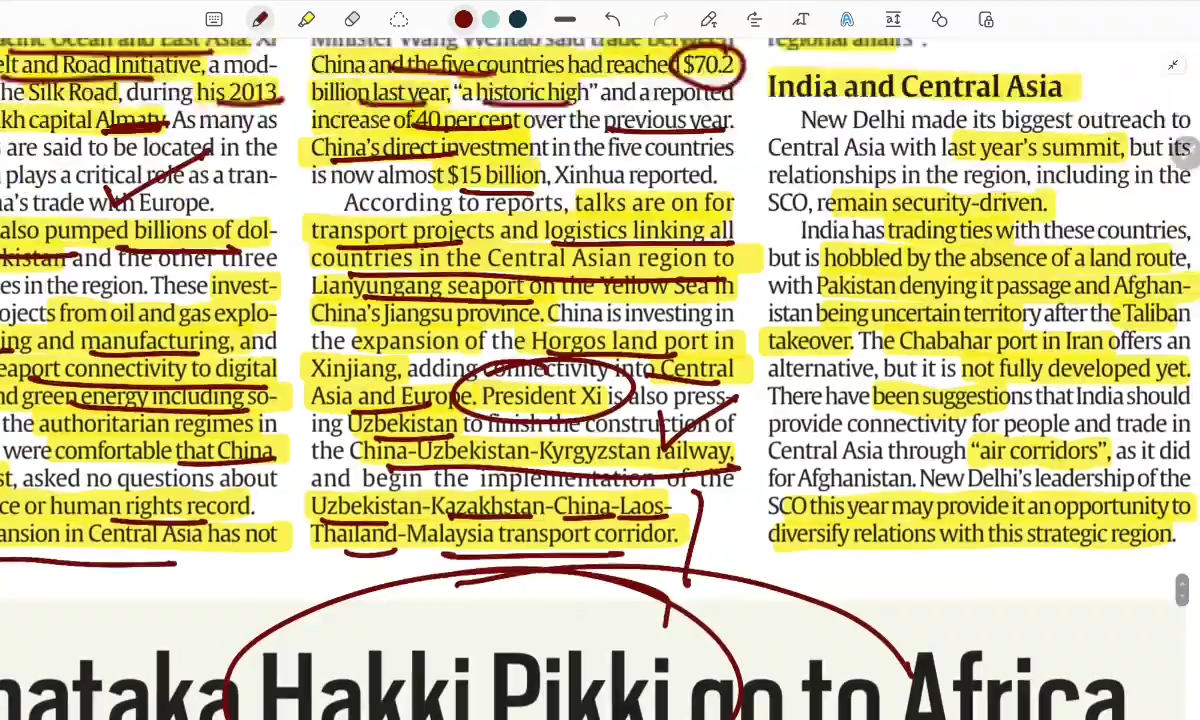 acific Ocean and East Asia. Xi
elt and Road Initiative, a mod-
he Silk Road, during his 2013
kh capital Almaty. As many as
s are said to be located in the
plays a critical role as a tran-
na's trade with Europe.
also pumped billions of dol-
kistan and the other three
es in the region. These invest-
ojects from oil and gas explo-
ing and manufacturing, and
eaport connectivity to digital
nd green energy including so-
the authoritarian regimes in
were comfortable that China
st, asked no questions about
ce or human rights record.
ansion in Central Asia has not
Minister Wang Wentao said trade between
China and the five countries had reached $70.2
billion last year, “a historic high” and a reported
increase of 40 per cent over the previous year.
China’s direct investment in the five countries
is now almost $15 billion, Xinhua reported.
According to reports, talks are on for
transport projects and logistics linking all
countries in the Central Asian region to
Lianyungang seaport on the Yellow Sea in
China’s Jiangsu province. China is investing in
the expansion of the Horgos land port in
Xinjiang, adding connectivity into Central
Asia and Europe. President Xi is also press-
ing Uzbekistan to finish the construction of
the China-Uzbekistan-Kyrgyzstan railway,
and begin the implementation of the
Uzbekistan-Kazakhstan-China-Laos-
Thailand-Malaysia transport corridor.
regional affairs”.
India and Central Asia
New Delhi made its biggest outreach to
Central Asia with last year’s summit, but its
relationships in the region, including in the
SCO, remain security-driven.
India has trading ties with these countries,
but is hobbled by the absence of a land route,
with Pakistan denying it passage and Afghan-
istan being uncertain territory after the Taliban
takeover. The Chabahar port in Iran offers an
alternative, but it is not fully developed yet.
There have been suggestions that India should
provide connectivity for people and trade in
Central Asia through “air corridors”, as it did
for Afghanistan. New Delhi’s leadership of the
SCO this year may provide it an opportunity to
diversify relations with this strategic region.
nataka Hakki Pikki go to Africa